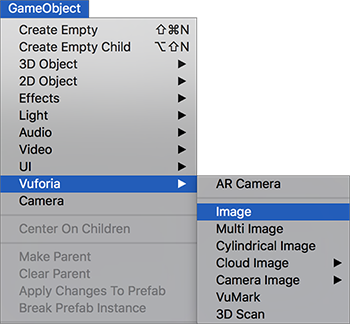 GameObject
Create Empty ⇧⌘N
Create Empty Child ⌥⇧N
3D Object
2D Object
Effects
Light
Audio
Video
UI
Vuforia
Camera
Center On Children
Make Parent
Clear Parent
Apply Changes To Prefab
Break Prefab Instance
AR Camera
Image
Multi Image
Cylindrical Image
Cloud Image
Camera Image
VuMark
3D Scan